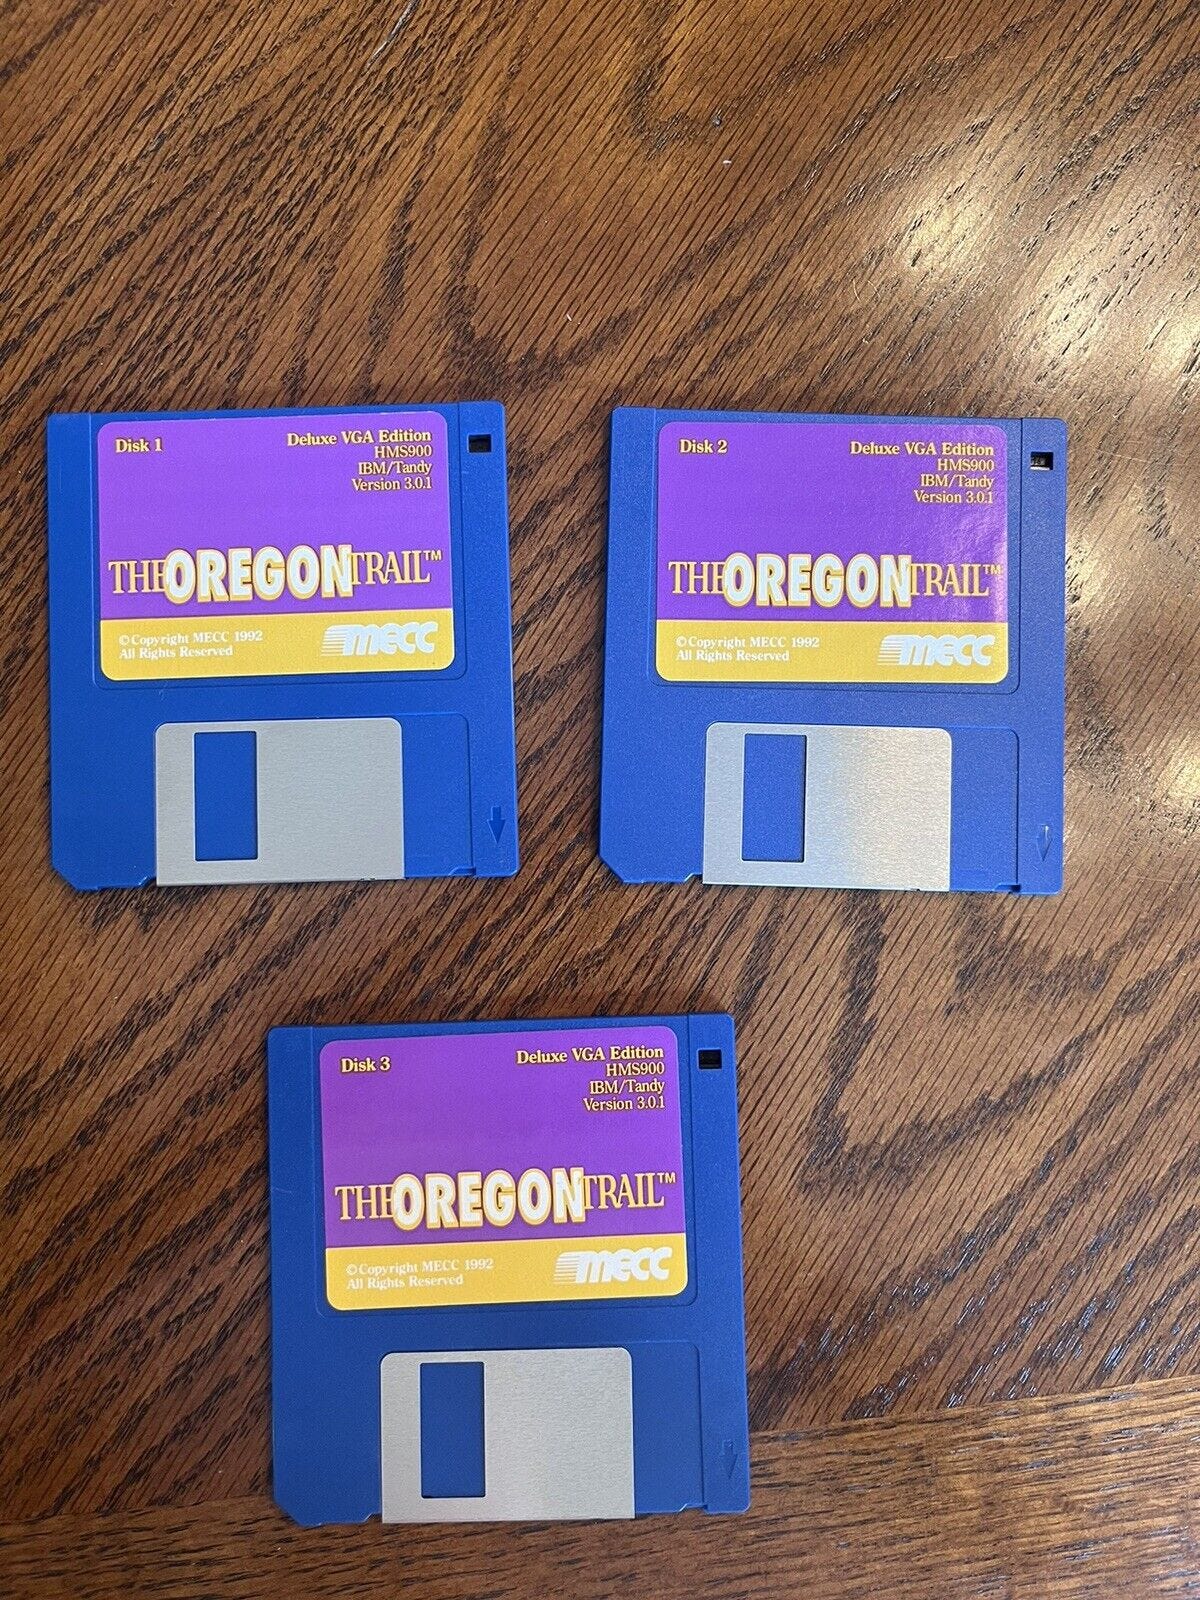 Disk 1
Deluxe VGA Edition
HMS900
IBM/Tandy
Version 3.0.1
THE OREGON TRAIL™
©Copyright MECC 1992
All Rights Reserved
mecc
Disk 2
Deluxe VGA Edition
HMS900
IBM/Tandy
Version 3.0.1
THE OREGON TRAIL™
©Copyright MECC 1992
All Rights Reserved
mecc
Disk 3
Deluxe VGA Edition
HMS900
IBM/Tandy
Version 3.0.1
THE OREGON TRAIL™
©Copyright MECC 1992
All Rights Reserved
mecc